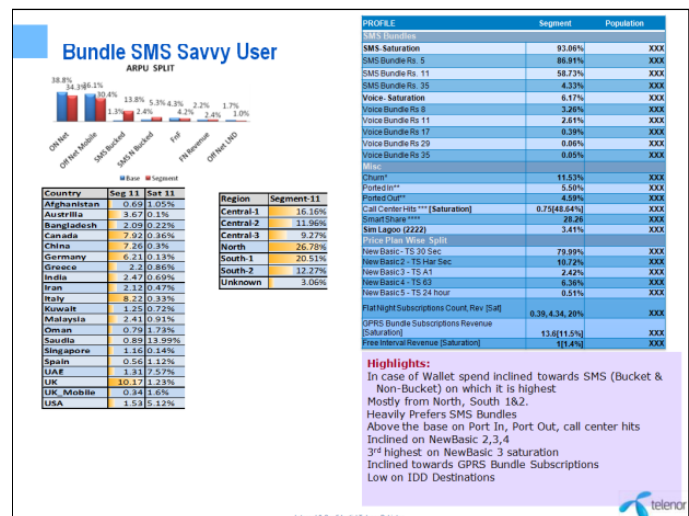 Bundle SMS Savvy User
ARPU SPLIT
38.8% 34.3% 36.1% 30.4% 1.3% 13.8% 2.4% 5.3% 4.3% 4.2% 2.2% 2.4% 1.7% 1.0%
ON Net Off Net Mobile SMS Bucked SMS N Bucked FnF FN Revenue Off Net LND
Base Segment
Country Seg 11 Sat 11
Afghanistan 0.69 1.05%
Austrilia 3.67 0.1%
Bangladesh 2.09 0.22%
Canada 7.92 0.36%
China 7.26 0.3%
Germany 6.21 0.13%
Greece 2.2 0.86%
India 2.47 0.69%
Iran 2.12 0.47%
Italy 8.22 0.33%
Kuwait 1.25 0.72%
Malaysia 2.41 0.91%
Oman 0.79 1.73%
Saudia 0.89 13.99%
Singapore 1.16 0.14%
Spain 0.56 1.12%
UAE 1.31 7.57%
UK 10.17 1.23%
UK_Mobile 0.34 1.6%
USA 1.53 5.12%
Region Segment-11
Central-1 16.16%
Central-2 11.96%
Central-3 9.27%
North 26.78%
South-1 20.51%
South-2 12.27%
Unknown 3.06%
PROFILE Segment Population
SMS Bundles
SMS-Saturation 93.06% XXX
SMS Bundle Rs. 5 86.91% XXX
SMS Bundle Rs. 11 58.73% XXX
SMS Bundle Rs. 35 4.33% XXX
Voice- Saturation 6.17% XXX
Voice Bundle Rs 8 3.26% XXX
Voice Bundle Rs 11 2.61% XXX
Voice Bundle Rs 17 0.39% XXX
Voice Bundle Rs 29 0.06% XXX
Voice Bundle Rs 35 0.05% XXX
Misc
Churn* 11.53% XXX
Ported In** 5.50% XXX
Ported Out** 4.59% XXX
Call Center Hits *** [Saturation] 0.75[48.64%] XXX
Smart Share **** 28.26 XXX
Sim Lagoo (2222) 3.41% XXX
Price Plan Wise Split
New Basic- TS 30 Sec 79.99% XXX
New Basic 2 - TS Har Sec 10.72% XXX
New Basic 3 - TS A1 2.42% XXX
New Basic 4 - TS 63 6.36% XXX
New Basic 5 - TS 24 hour 0.51% XXX
Flat Night Subscriptions Count, Rev [Sat] 0.39, 4.34, 20% XXX
GPRS Bundle Subscriptions Revenue
[Saturation] 13.6[11.5%] XXX
Free Interval Revenue [Saturation] 1[1.4%] XXX
Highlights:
In case of Wallet spend inclined towards SMS (Bucket &
Non-Bucket) on which it is highest
Mostly from North, South 1&2.
Heavily Prefers SMS Bundles
Above the base on Port In, Port Out, call center hits
Inclined on NewBasic 2,3,4
3rd highest on NewBasic 3 saturation
Inclined towards GPRS Bundle Subscriptions
Low on IDD Destinations
telenor